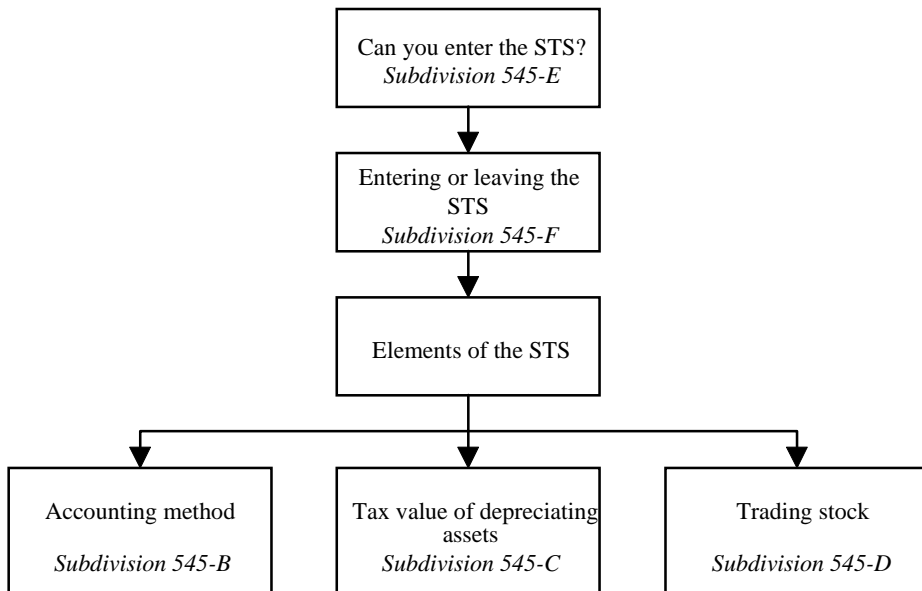 Can you enter the STS?
Subdivision 545-E
Entering or leaving the
STS
Subdivision 545-F
Elements of the STS
Accounting method
Subdivision 545-B
Tax value of depreciating
assets
Subdivision 545-C
Trading stock
Subdivision 545-D